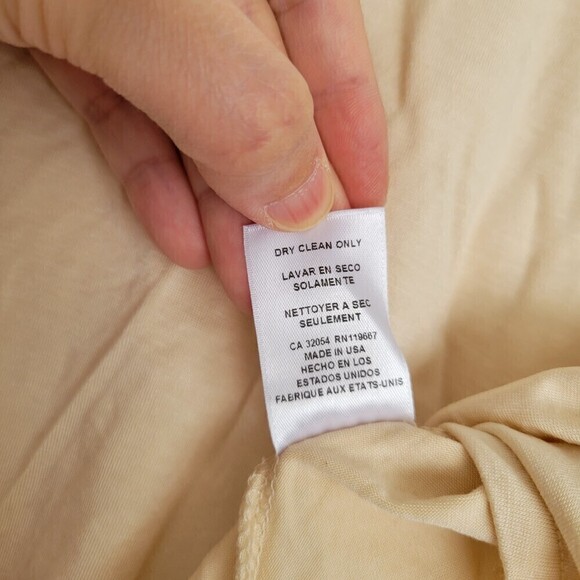 DRY CLEAN ONLY
LAVAR EN SECO
SOLAMENTE
NETTOYER A SEC
SEULEMENT
CA 32054 RN119667
MADE IN USA
HECHO EN LOS
ESTADOS UNIDOS
FABRIQUE AUX ETATS-UNIS